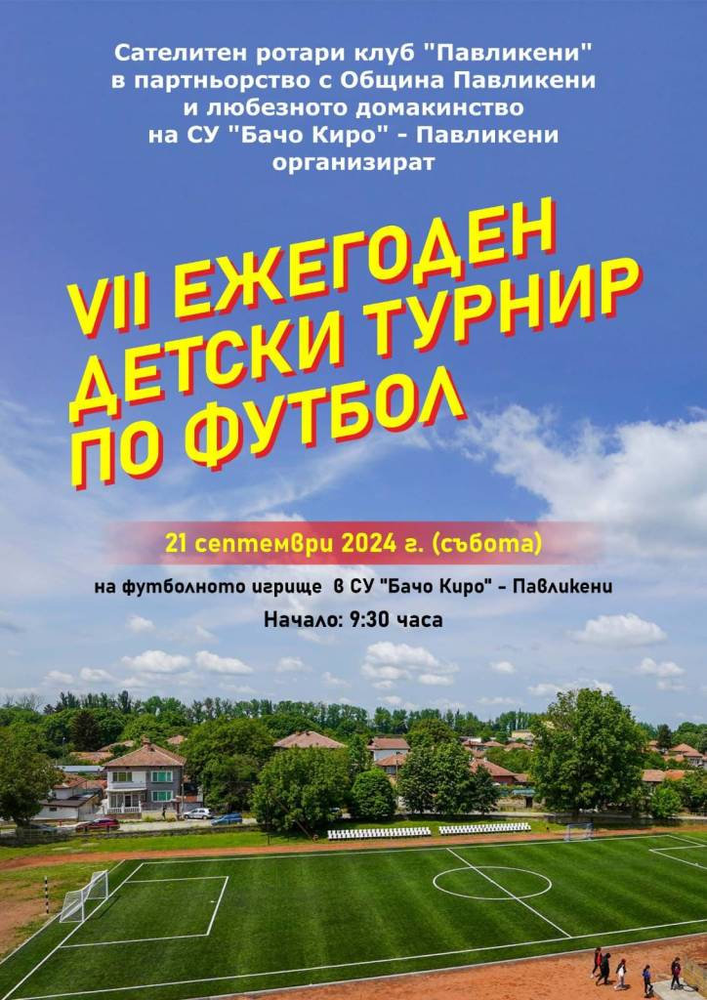 Сателитен ротари клуб "Павликени"
в партньорство с Община Павликени
и любезното домакинство
на СУ "Бачо Киро" - Павликени
организират
VII ЕЖЕГОДЕН
ДЕТСКИ ТУРНИР
ПО ФУТБОЛ
21 септември 2024 г. (събота)
на футболното игрище в СУ "Бачо Киро" - Павликени
Начало: 9:30 часа